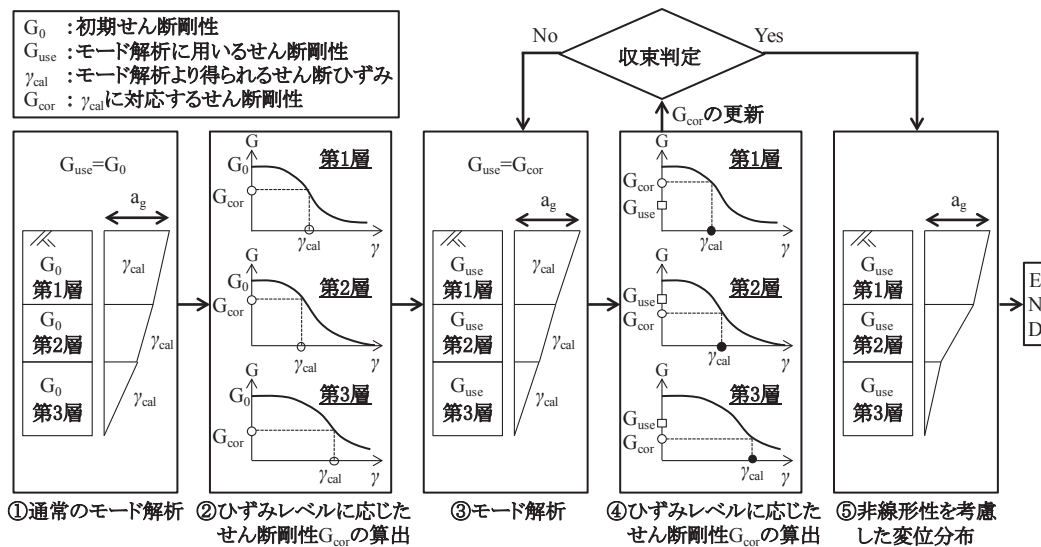 G0 : 初期せん断剛性
Guse : モード解析に用いるせん断剛性
γcal : モード解析より得られるせん断ひずみ
Gcor : γcalに対応するせん断剛性
No
収束判定
Yes
Gcorの更新
Guse=G0
ag
G0
第1層
γcal
G0
第2層
γcal
G0
第3層
γcal
①通常のモード解析
G
第1層
G0
Gcor
γcal
γ
G
第2層
G0
Gcor
γcal
γ
G
第3層
G0
Gcor
γcal
γ
②ひずみレベルに応じた
せん断剛性Gcorの算出
Guse=Gcor
ag
Guse
第1層
γcal
Guse
第2層
γcal
Guse
第3層
γcal
③モード解析
G
第1層
Gcor
Guse
γcal
γ
G
第2層
Guse
Gcor
γcal
γ
G
第3層
Guse
Gcor
γcal
γ
④ひずみレベルに応じた
せん断剛性Gcorの算出
ag
Guse
第1層
Guse
第2層
Guse
第3層
⑤非線形性を考慮
した変位分布
E
N
D